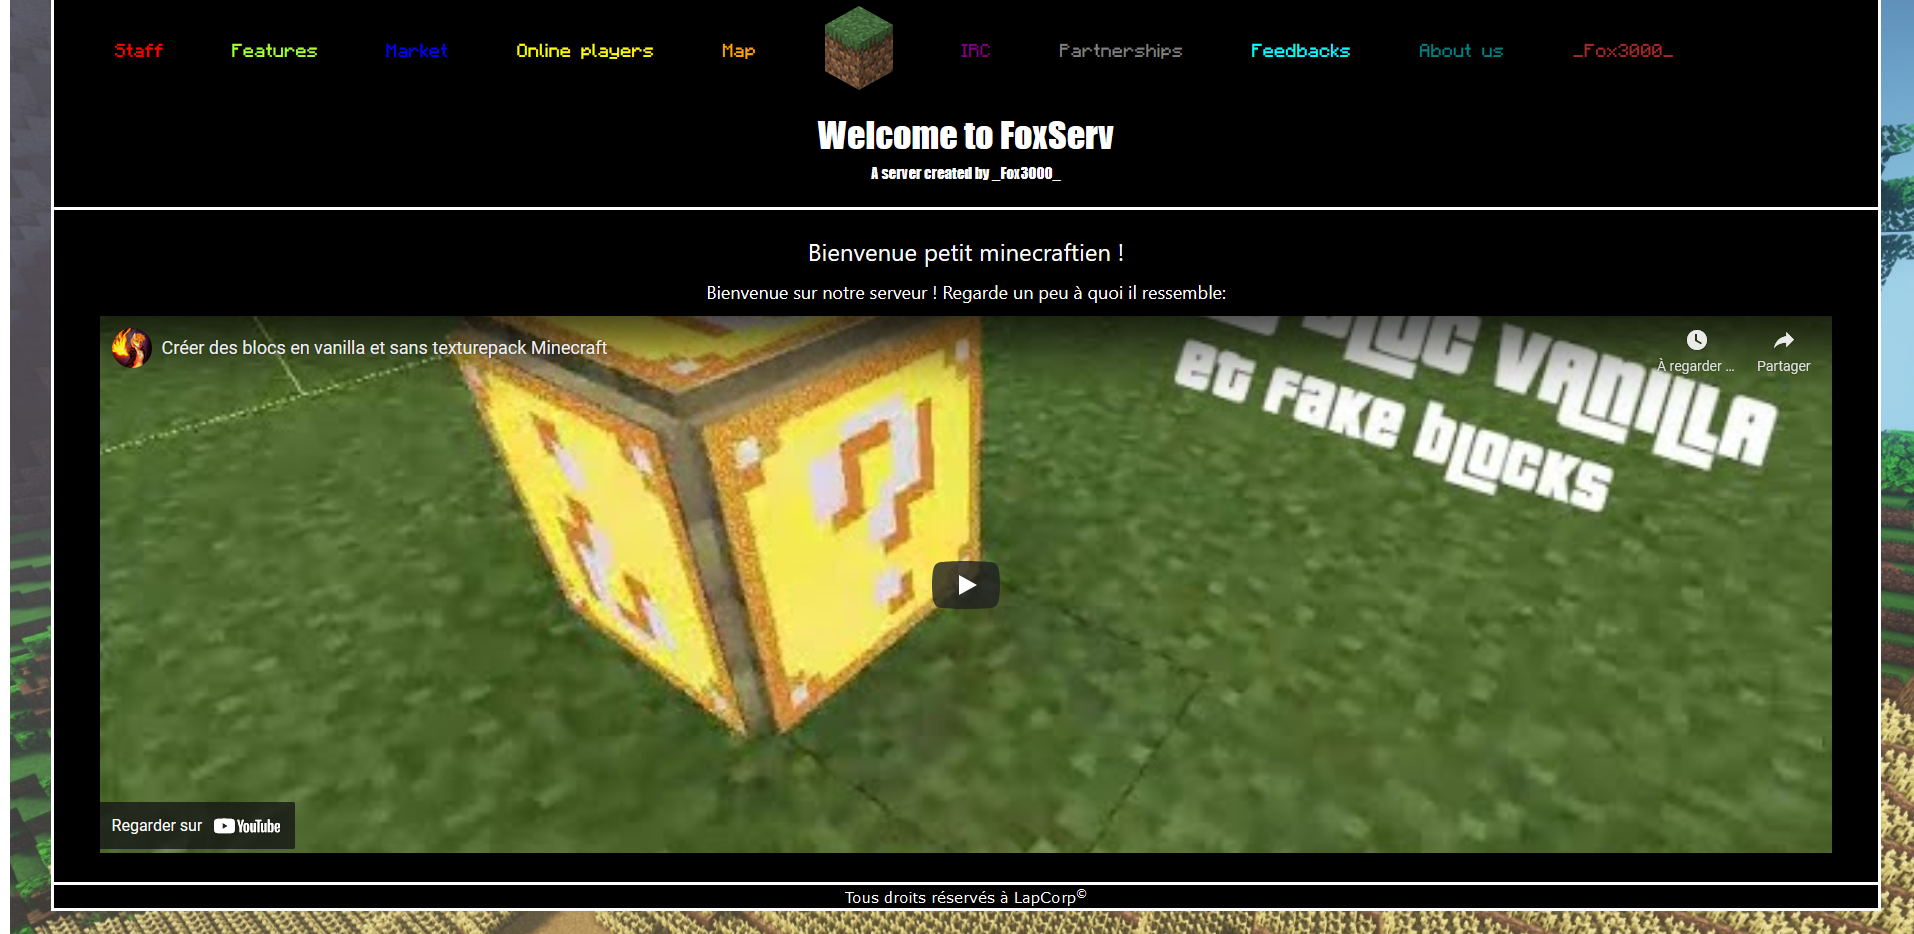 Staff Features Market Online players Map IRC Partnerships Feedbacks About us _Fox3000_
Welcome to FoxServ
A server created by _Fox3000_
Bienvenue petit minecraftien !
Bienvenue sur notre serveur ! Regarde un peu à quoi il ressemble:
Créer des blocs en vanilla et sans texturepack Minecraft
À regarder ...
Partager
BLOC VANILLA
et FAKE BLOCKS
?
Regarder sur YouTube
Tous droits réservés à LapCorp©